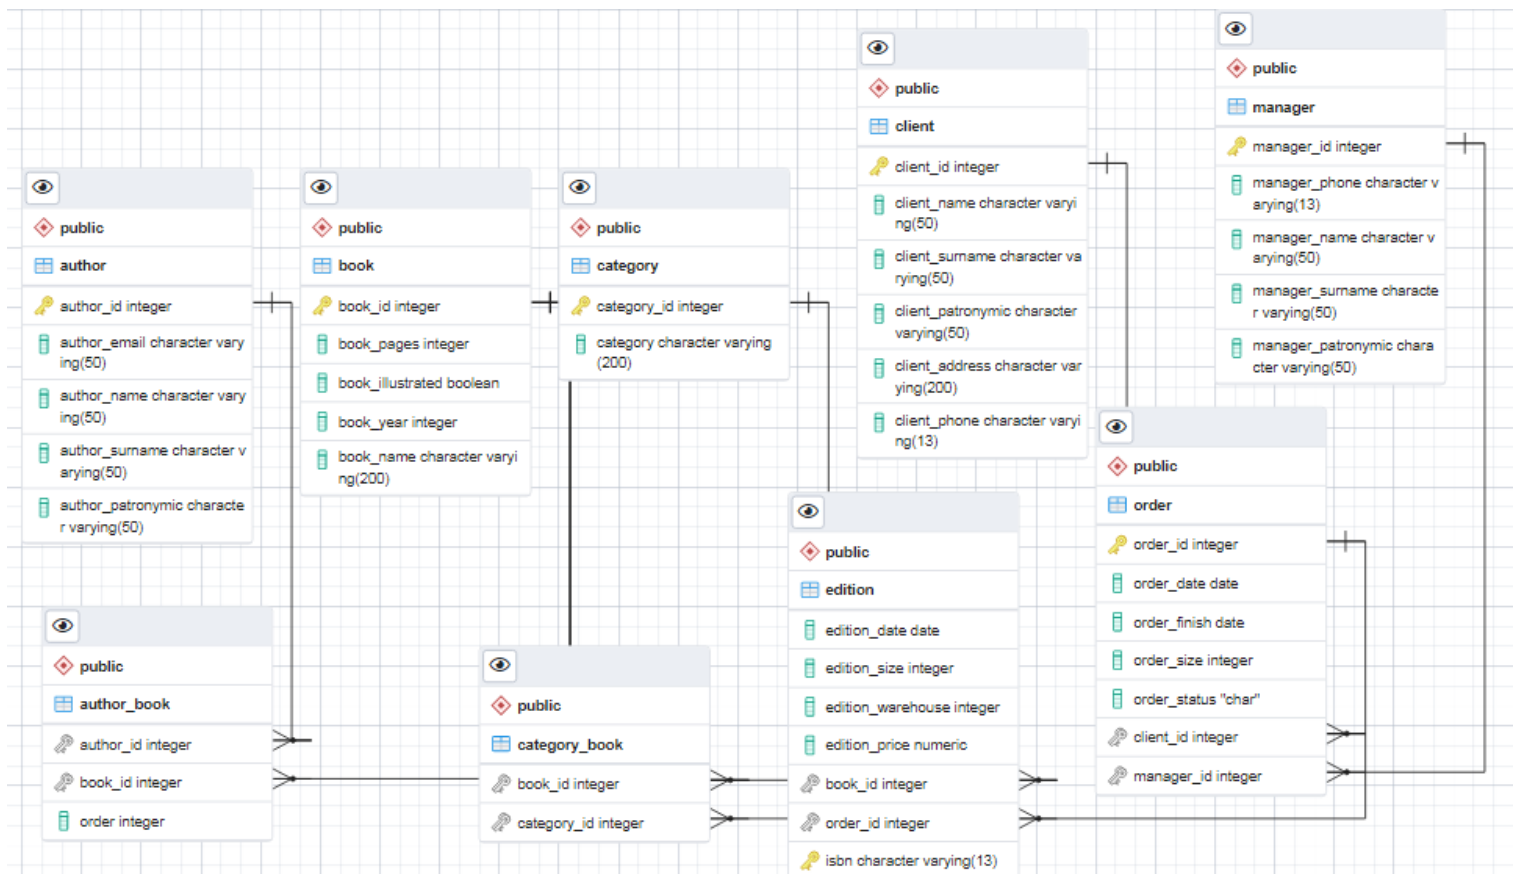 public
author
author_id integer
author_email character vary
ing(50)
author_name character vary
ing(50)
author_surname character v
arying(50)
author_patronymic characte
r varying(50)
public
book
book_id integer
book_pages integer
book_illustrated boolean
book_year integer
book_name character varyi
ng(200)
public
category
category_id integer
category character varying
(200)
public
client
client_id integer
client_name character varyi
ng(50)
client_surname character va
rying(50)
client_patronymic character
varying(50)
client_address character var
ying(200)
client_phone character varyi
ng(13)
public
manager
manager_id integer
manager_phone character v
arying(13)
manager_name character v
arying(50)
manager_surname characte
r varying(50)
manager_patronymic chara
cter varying(50)
public
author_book
author_id integer
book_id integer
order integer
public
category_book
book_id integer
category_id integer
public
edition
edition_date date
edition_size integer
edition_warehouse integer
edition_price numeric
book_id integer
order_id integer
isbn character varying(13)
public
order
order_id integer
order_date date
order_finish date
order_size integer
order_status "char"
client_id integer
manager_id integer